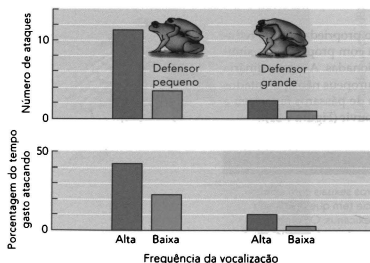 Número de ataques
10
0
Defensor
pequeno
Defensor
grande
Porcentagem do tempo
gasto atacando
50
0
Alta Baixa Alta Baixa
Frequência da vocalização